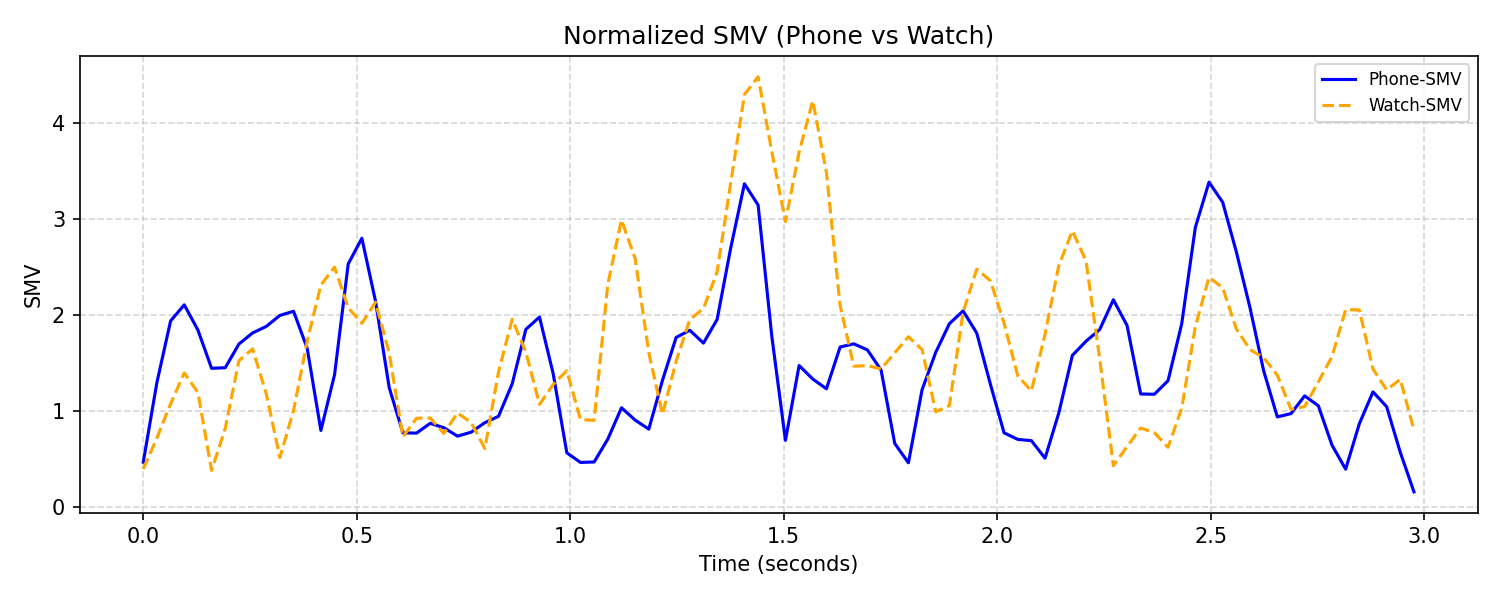 Normalized SMV (Phone vs Watch)
Phone-SMV
Watch-SMV
SMV
4
3
2
1
0
0.0 0.5 1.0 1.5 2.0 2.5 3.0
Time (seconds)